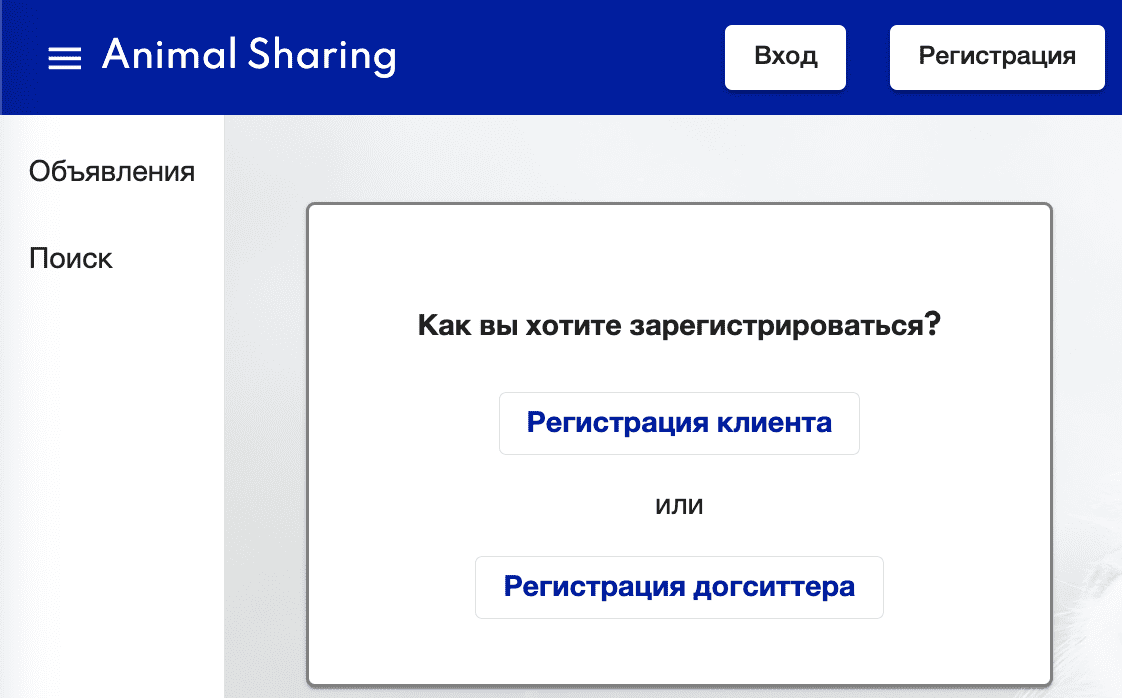 Animal Sharing
Вход
Регистрация
Объявления
Поиск
Как вы хотите зарегистрироваться?
Регистрация клиента
или
Регистрация догситтера